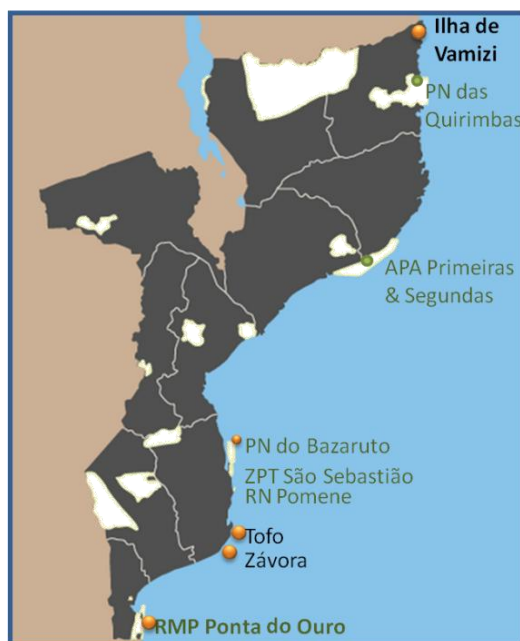 Ilha de
Vamizi
PN das
Quirimbas
APA Primeiras
& Segundas
PN do Bazaruto
ZPT São Sebastião
RN Pomene
Tofo
Závora
RMP Ponta do Ouro